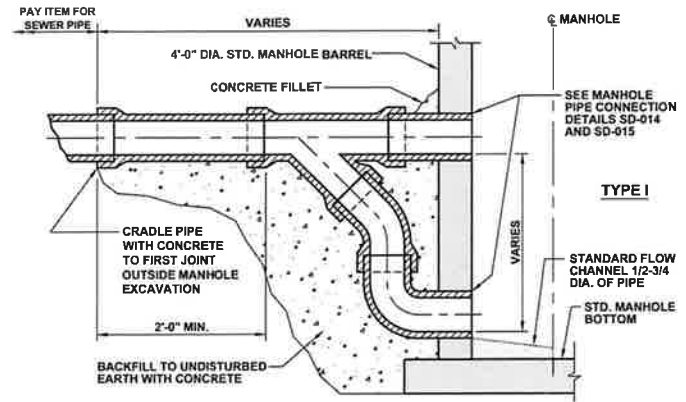 PAY ITEM FOR
SEWER PIPE
VARIES
℄ MANHOLE
4'-0" DIA. STD. MANHOLE BARREL
CONCRETE FILLET
SEE MANHOLE
PIPE CONNECTION
DETAILS SD-014
AND SD-015
TYPE I
CRADLE PIPE
WITH CONCRETE
TO FIRST JOINT
OUTSIDE MANHOLE
EXCAVATION
VARIES
STANDARD FLOW
CHANNEL 1/2-3/4
DIA. OF PIPE
STD. MANHOLE
BOTTOM
2'-0" MIN.
BACKFILL TO UNDISTURBED
EARTH WITH CONCRETE